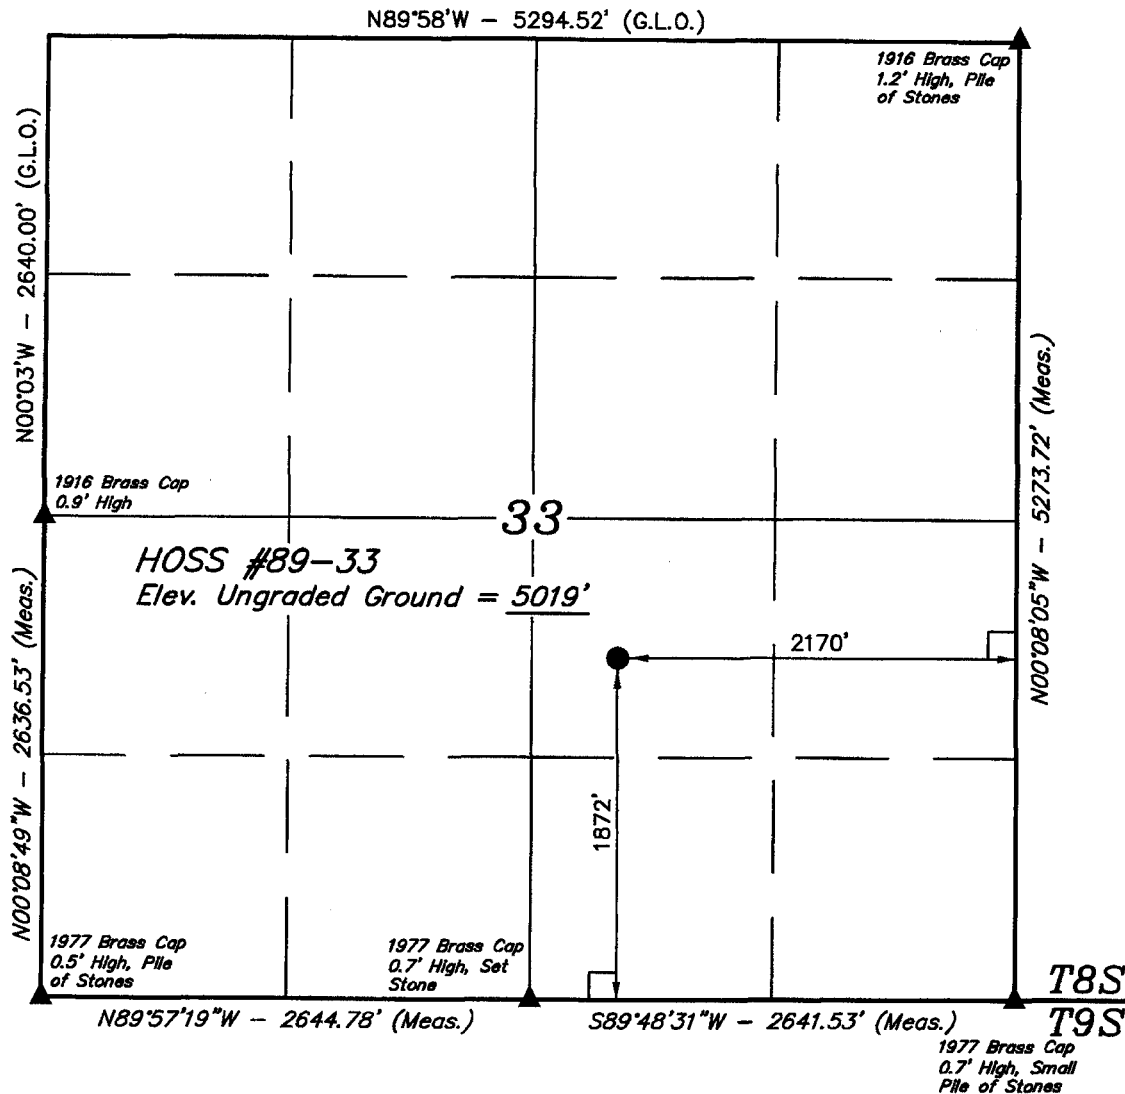 N89°58'W - 5294.52' (G.L.O.)
1916 Brass Cap
1.2' High, Pile
of Stones
N00°03'W - 2640.00' (G.L.O.)
N00°08'05"W - 5273.72' (Meas.)
1916 Brass Cap
0.9' High
33
HOSS #89-33
Elev. Ungraded Ground = 5019'
2170'
N00°08'49"W - 2636.53' (Meas.)
1872'
1977 Brass Cap
0.5' High, Pile
of Stones
1977 Brass Cap
0.7' High, Set
Stone
T8S
N89°57'19"W - 2644.78' (Meas.)
S89°48'31"W - 2641.53' (Meas.)
T9S
1977 Brass Cap
0.7' High, Small
Pile of Stones